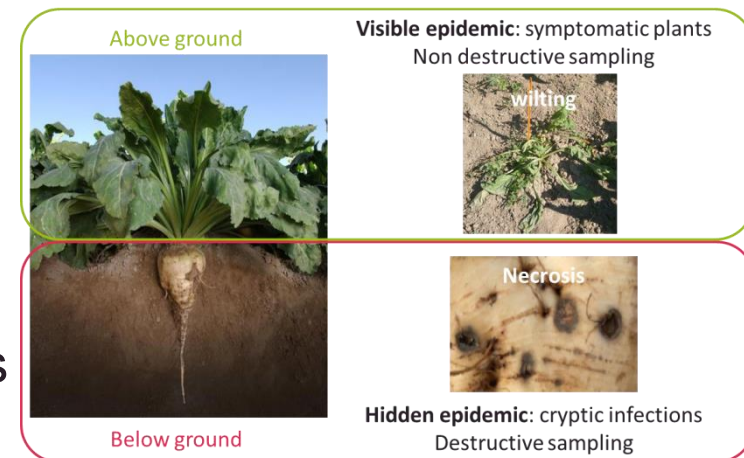 Above ground
Visible epidemic: symptomatic plants
Non destructive sampling
wilting
Necrosis
s
Hidden epidemic: cryptic infections
Destructive sampling
Below ground